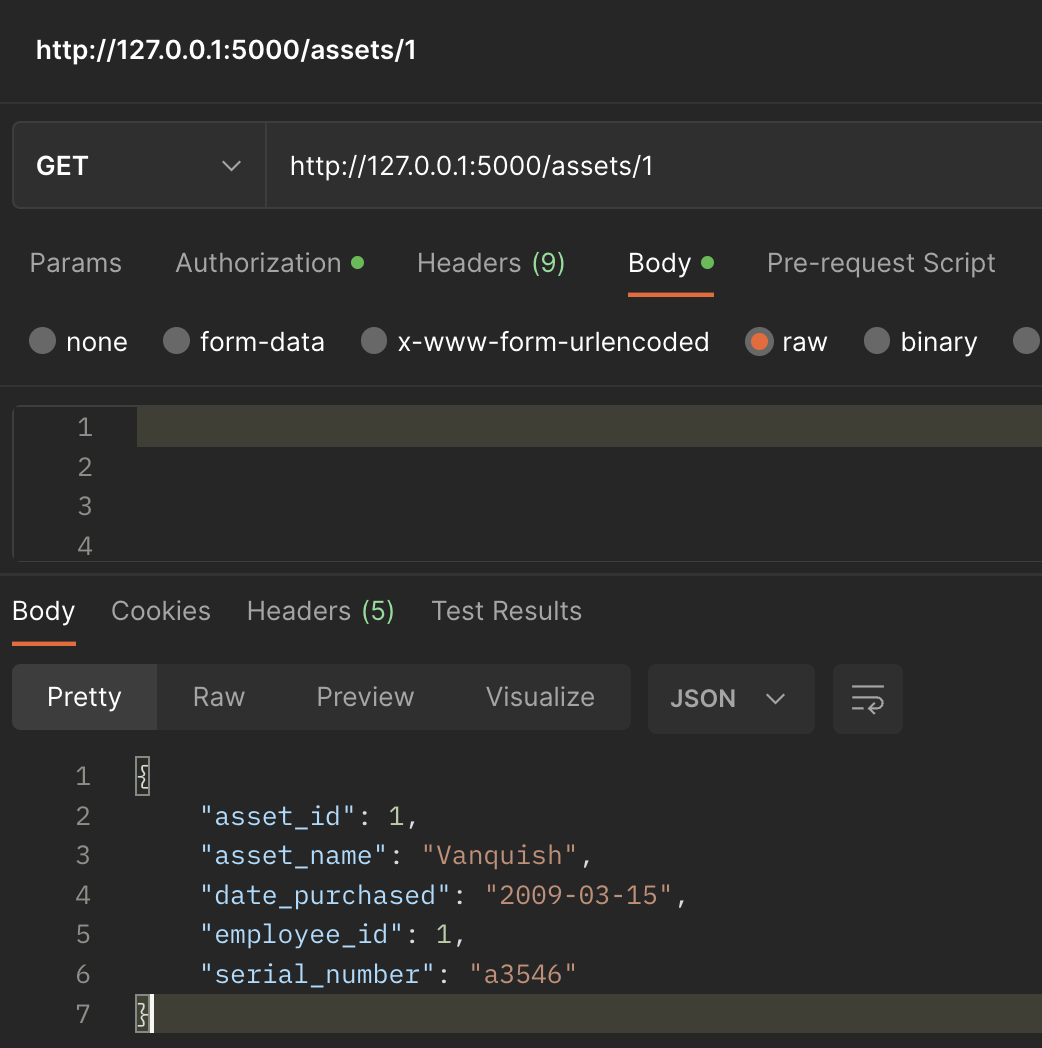 http://127.0.0.1:5000/assets/1
GET http://127.0.0.1:5000/assets/1
Params Authorization Headers (9) Body Pre-request Script
none form-data x-www-form-urlencoded raw binary
1
2
3
4
Body Cookies Headers (5) Test Results
Pretty Raw Preview Visualize JSON
1 {
2 "asset_id": 1,
3 "asset_name": "Vanquish",
4 "date_purchased": "2009-03-15",
5 "employee_id": 1,
6 "serial_number": "a3546"
7 }